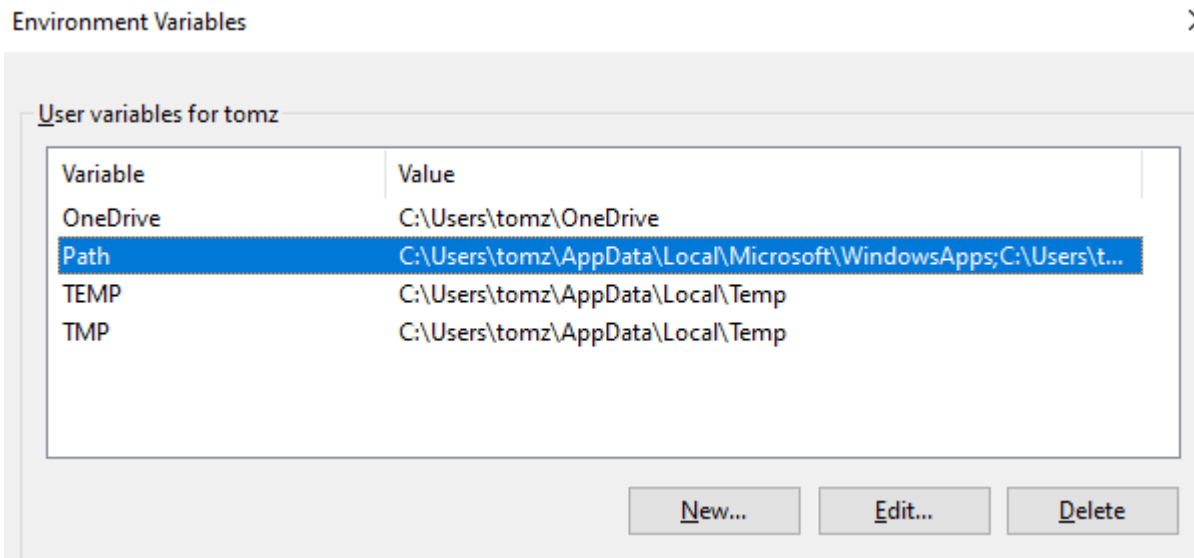 Environment Variables
User variables for tomz
Variable Value
OneDrive C:\Users\tomz\OneDrive
Path C:\Users\tomz\AppData\Local\Microsoft\WindowsApps;C:\Users\t...
TEMP C:\Users\tomz\AppData\Local\Temp
TMP C:\Users\tomz\AppData\Local\Temp
New... Edit... Delete